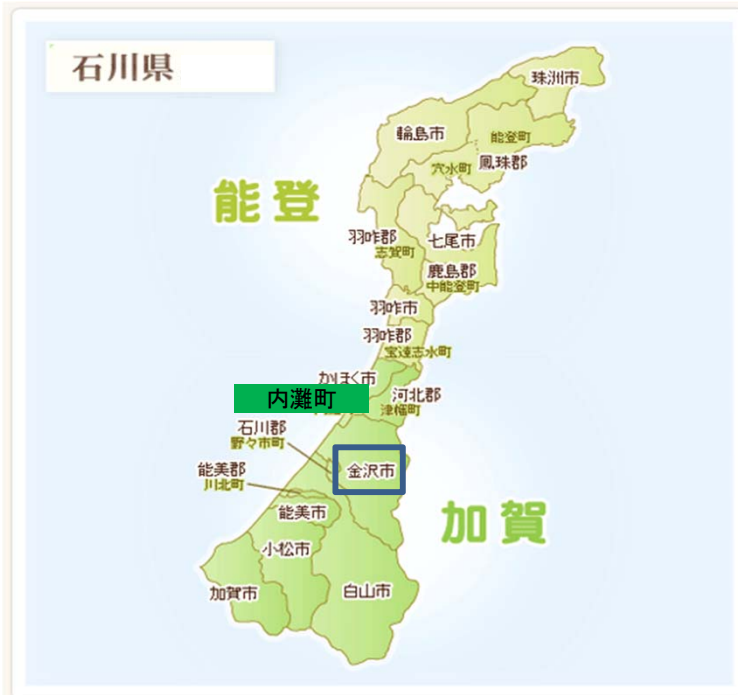 石川県
珠洲市
輪島市
能登町
穴水町
鳳珠郡
能登
羽咋郡
志賀町
七尾市
鹿島郡
中能登町
羽咋市
羽咋郡
宝達志水町
かほく市
内灘町
河北郡
津幡町
石川郡
野々市町
金沢市
能美郡
川北町
能美市
加賀
小松市
加賀市
白山市